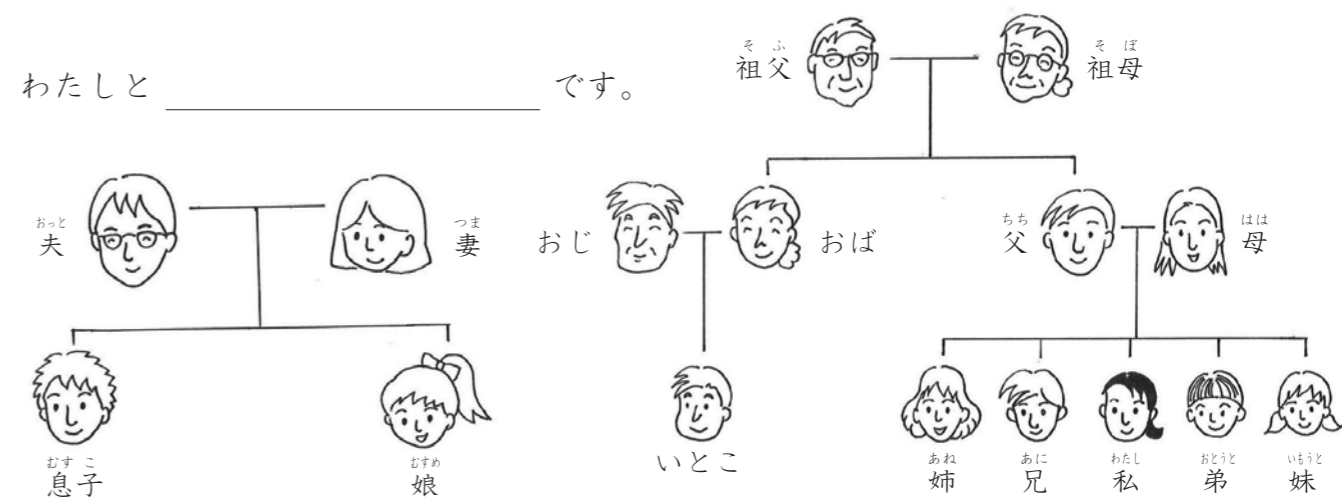 わたしと ________________ です。
そふ
祖父
そぼ
祖母
おっと
夫
つま
妻
おじ
おば
ちち
父
はは
母
むすこ
息子
むすめ
娘
いとこ
あね
姉
あに
兄
わたし
私
おとうと
弟
いもうと
妹